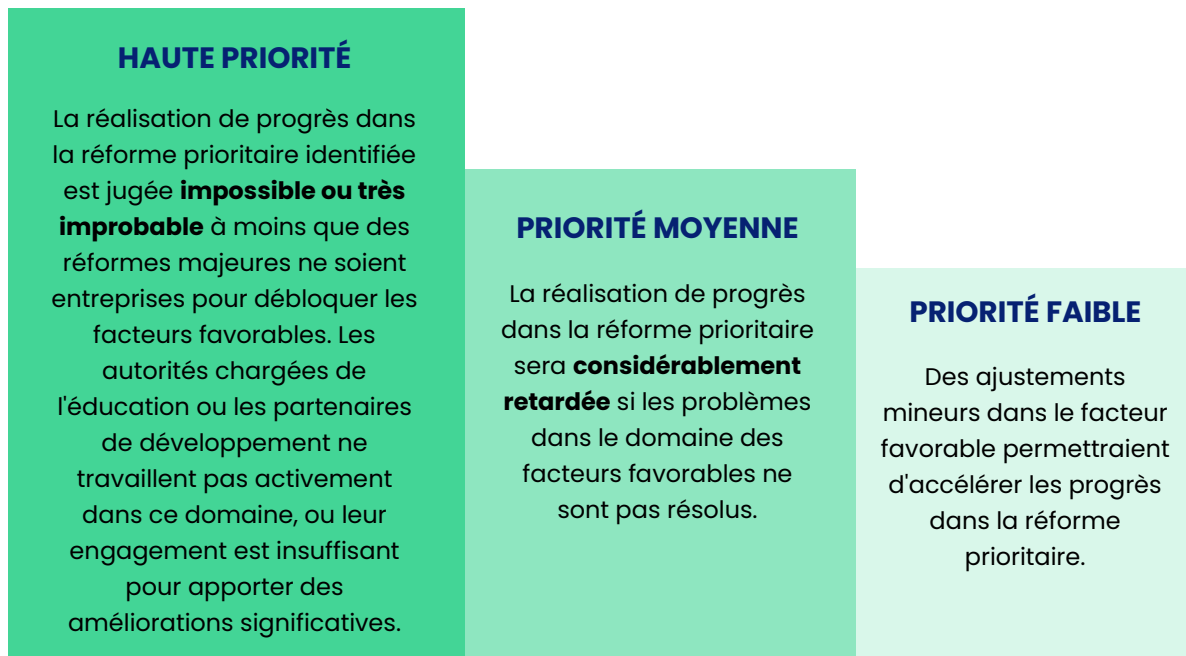 HAUTE PRIORITÉ
La réalisation de progrès dans
la réforme prioritaire identifiée
est jugée impossible ou très
improbable à moins que des
réformes majeures ne soient
entreprises pour débloquer les
facteurs favorables. Les
autorités chargées de
l'éducation ou les partenaires
de développement ne
travaillent pas activement
dans ce domaine, ou leur
engagement est insuffisant
pour apporter des
améliorations significatives.
PRIORITÉ MOYENNE
La réalisation de progrès
dans la réforme prioritaire
sera considérablement
retardée si les problèmes
dans le domaine des
facteurs favorables ne
sont pas résolus.
PRIORITÉ FAIBLE
Des ajustements
mineurs dans le facteur
favorable permettraient
d'accélérer les progrès
dans la réforme
prioritaire.